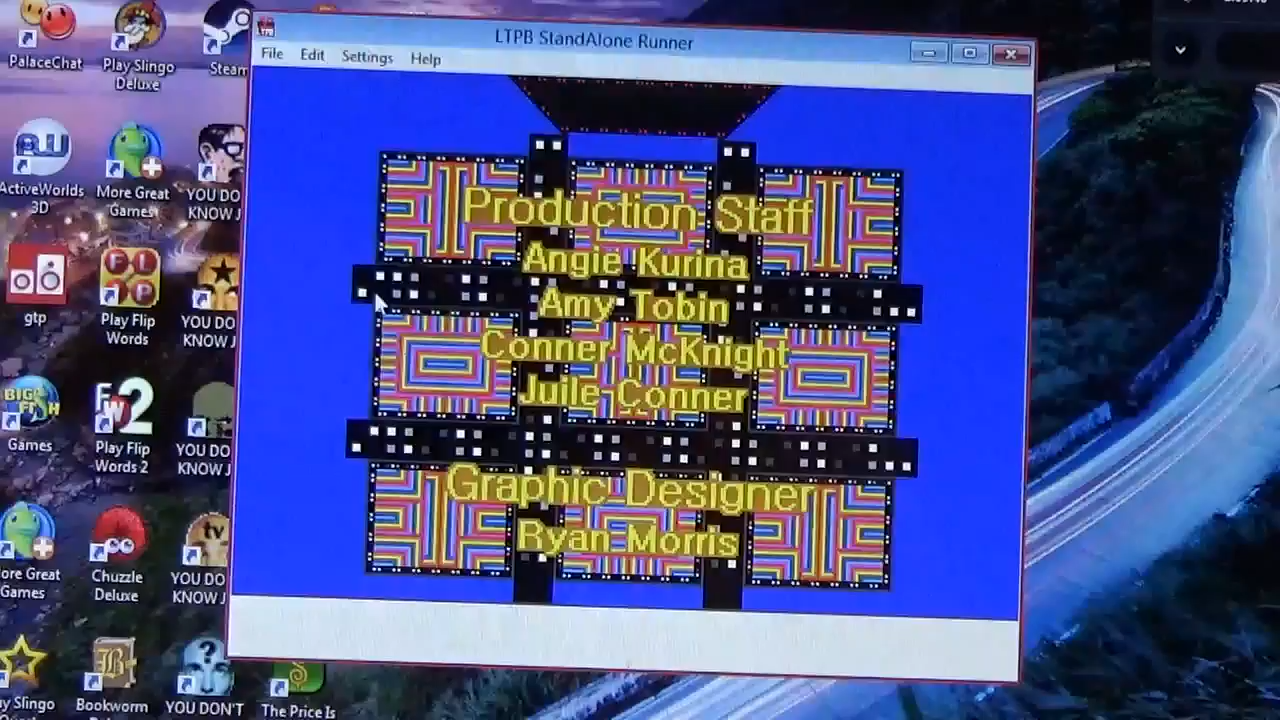 LTPB StandAlone Runner
File Edit Settings Help
Production Staff
Angie Kurina
Amy Tobin
Conner McKnight
Julie Conner
Graphic Designer
Ryan Morris
PalaceChat
Play Slingo
Deluxe
Steam
ActiveWorlds
3D
More Great
Games
YOU DO
KNOW J
gtp
Play Flip
Words
YOU DO
KNOW J
Games
Play Flip
Words 2
YOU DO
KNOW J
ore Great
Games
Chuzzle
Deluxe
YOU DO
KNOW J
ay Slingo
Bookworm
YOU DON'T
The Price Is